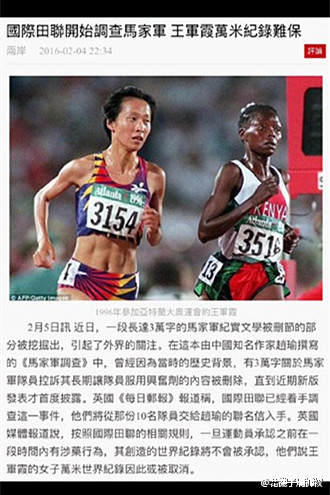 國際田聯開始調查馬家軍 王軍霞萬米紀錄難保
兩岸 2016-02-04 22:34
評論
Atlanta 1996
3154
KENYA
Atlanta
351
© AFP/Getty Images
1996年參加亞特蘭大奧運會的王軍霞
2月5日訊 近日，一段長達3萬字的馬家軍紀實文學被刪節的部
分被挖掘出，引起了外界的關注。在這本由中國知名作家趙瑜撰寫
的《馬家軍調查》中，曾經因為當時的歷史背景，有3萬字關於馬家
軍隊員控訴其長期讓隊員服用興奮劑的內容被刪除，直到近期新版
發表才首度披露。英國《每日郵報》報道稱，國際田聯已經着手調
查這一事件，他們將從那份10名隊員交給趙瑜的聯名信入手。英國
媒體報道說，按照國際田聯的相關規則，一旦運動員承認之前在一
段時間內有涉藥行為，其創造的世界紀錄將不會被承認，他們說王
軍霞的女子萬米世界紀錄因此或被取消。